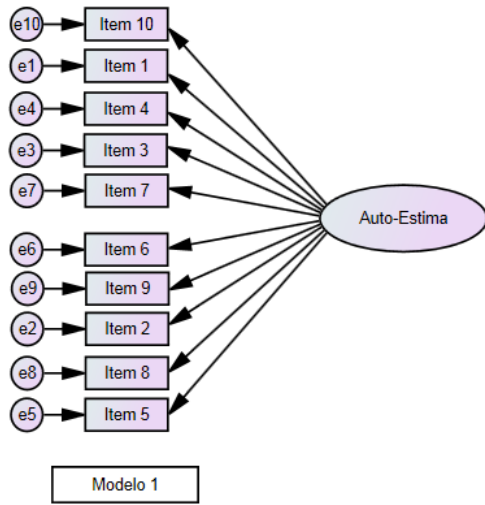 e10 Item 10
e1 Item 1
e4 Item 4
e3 Item 3
e7 Item 7
Auto-Estima
e6 Item 6
e9 Item 9
e2 Item 2
e8 Item 8
e5 Item 5
Modelo 1